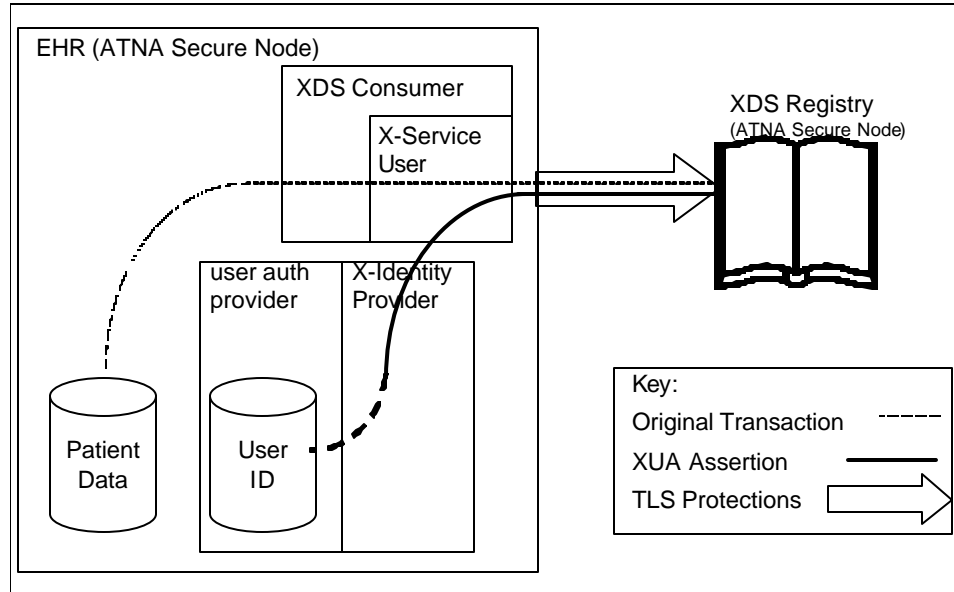 EHR (ATNA Secure Node)
XDS Consumer
X-Service
User
XDS Registry
(ATNA Secure Node)
user auth
provider
X-Identity
Provider
Patient
Data
User
ID
Key:
Original Transaction
XUA Assertion
TLS Protections